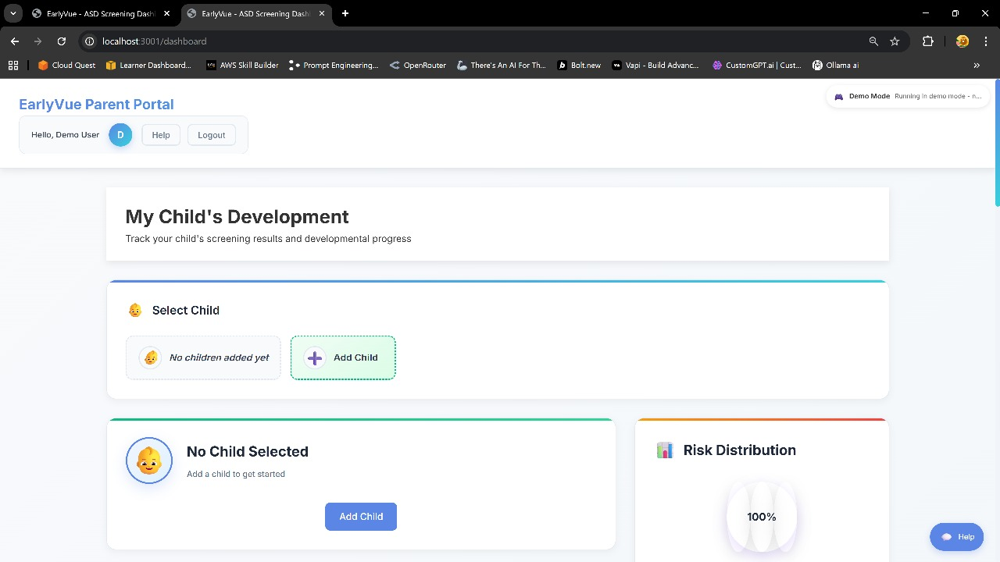 EarlyVue - ASD Screening Dash
EarlyVue - ASD Screening Dash
localhost:3001/dashboard
Cloud Quest
Learner Dashboard...
AWS Skill Builder
Prompt Engineering...
OpenRouter
There's An AI For Th...
Bolt.new
Vapi - Build Advanc...
CustomGPT.ai | Cust...
Ollama ai
EarlyVue Parent Portal
Demo Mode Running in demo mode - n...
Hello, Demo User
D
Help
Logout
My Child's Development
Track your child's screening results and developmental progress
Select Child
No children added yet
Add Child
No Child Selected
Add a child to get started
Add Child
Risk Distribution
100%
Help